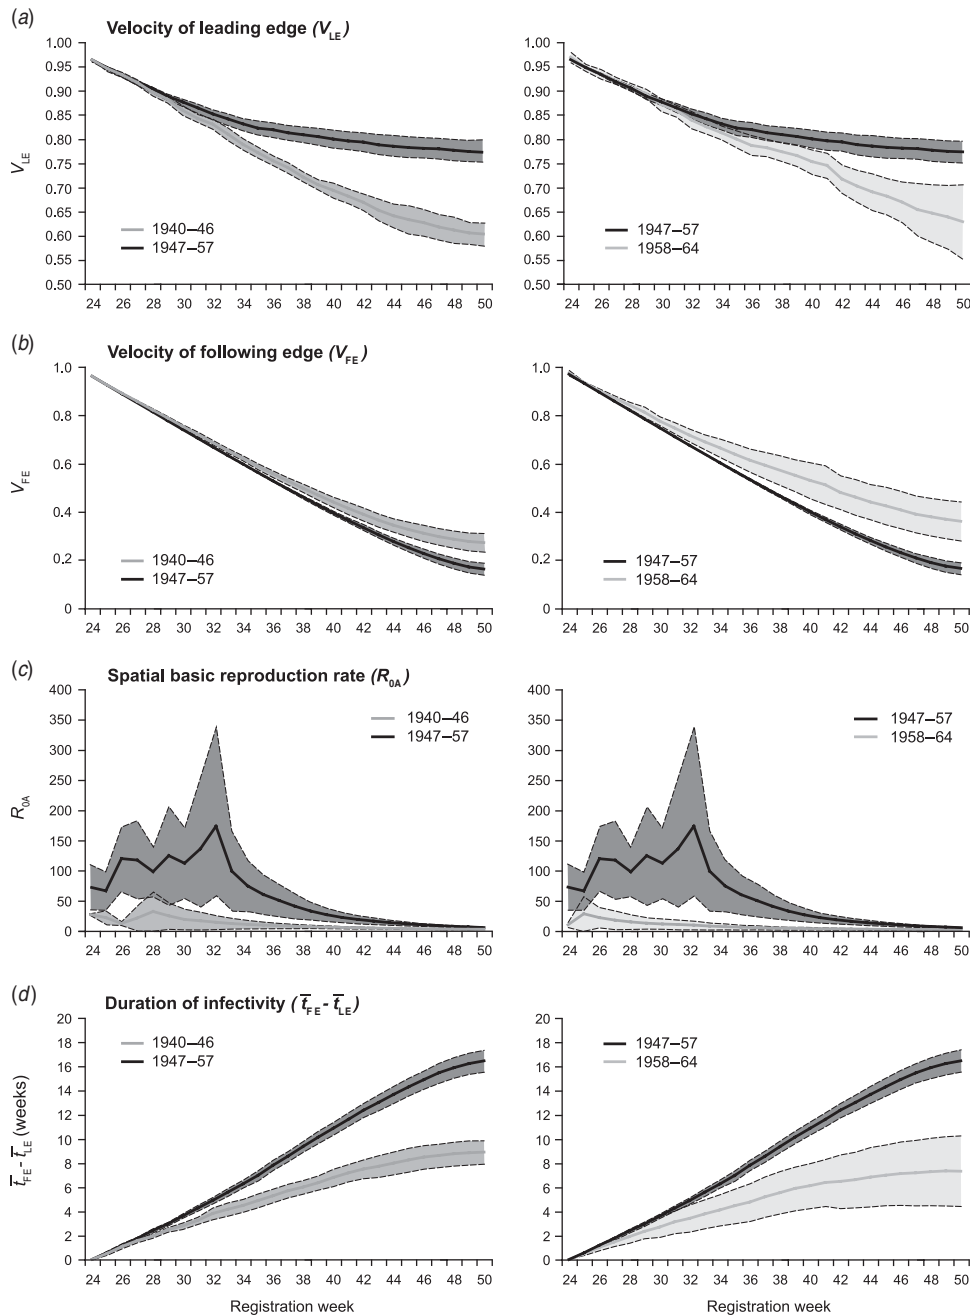 (a) Velocity of leading edge (V_LE)
1.00 0.95 0.90 0.85 0.80 0.75 0.70 0.65 0.60 0.55 0.50
V_LE
1940–46
1947–57
24 26 28 30 32 34 36 38 40 42 44 46 48 50
1.00 0.95 0.90 0.85 0.80 0.75 0.70 0.65 0.60 0.55 0.50
1947–57
1958–64
24 26 28 30 32 34 36 38 40 42 44 46 48 50
(b) Velocity of following edge (V_FE)
1.0 0.8 0.6 0.4 0.2 0
V_FE
1940–46
1947–57
24 26 28 30 32 34 36 38 40 42 44 46 48 50
1.0 0.8 0.6 0.4 0.2 0
1947–57
1958–64
24 26 28 30 32 34 36 38 40 42 44 46 48 50
(c) Spatial basic reproduction rate (R_0A)
400 350 300 250 200 150 100 50 0
R_0A
1940–46
1947–57
24 26 28 30 32 34 36 38 40 42 44 46 48 50
400 350 300 250 200 150 100 50 0
1947–57
1958–64
24 26 28 30 32 34 36 38 40 42 44 46 48 50
(d) Duration of infectivity (t̅_FE - t̅_LE)
20 18 16 14 12 10 8 6 4 2 0
t̅_FE - t̅_LE (weeks)
1940–46
1947–57
24 26 28 30 32 34 36 38 40 42 44 46 48 50
Registration week
20 18 16 14 12 10 8 6 4 2 0
1947–57
1958–64
24 26 28 30 32 34 36 38 40 42 44 46 48 50
Registration week